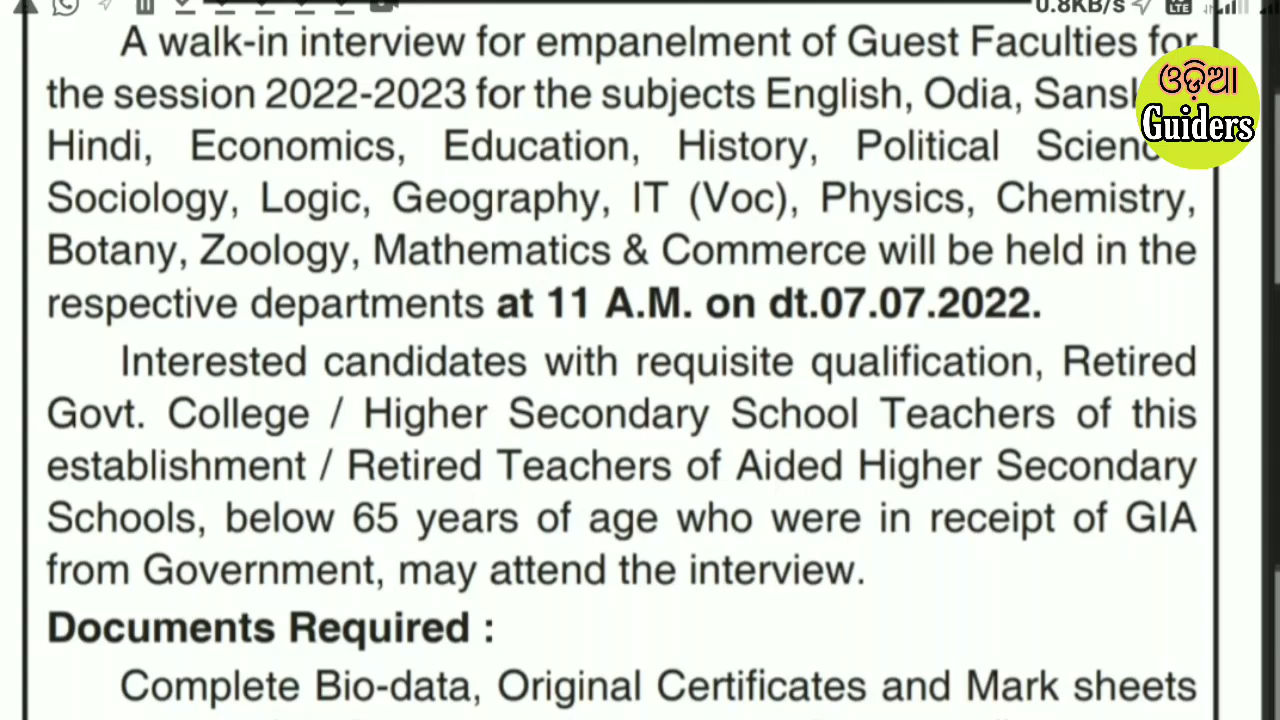 0.8KB/s
A walk-in interview for empanelment of Guest Faculties for
the session 2022-2023 for the subjects English, Odia,
Hindi, Economics, Education, History, Political
Sociology, Logic, Geography, IT (Voc), Physics, Chemistry,
Botany, Zoology, Mathematics & Commerce will be held in the
respective departments at 11 A.M. on dt.07.07.2022.
Interested candidates with requisite qualification, Retired
Govt. College / Higher Secondary School Teachers of this
establishment / Retired Teachers of Aided Higher Secondary
Schools, below 65 years of age who were in receipt of GIA
from Government, may attend the interview.
Documents Required :
Complete Bio-data, Original Certificates and Mark sheets
ଓଡ଼ିଆ
Guiders